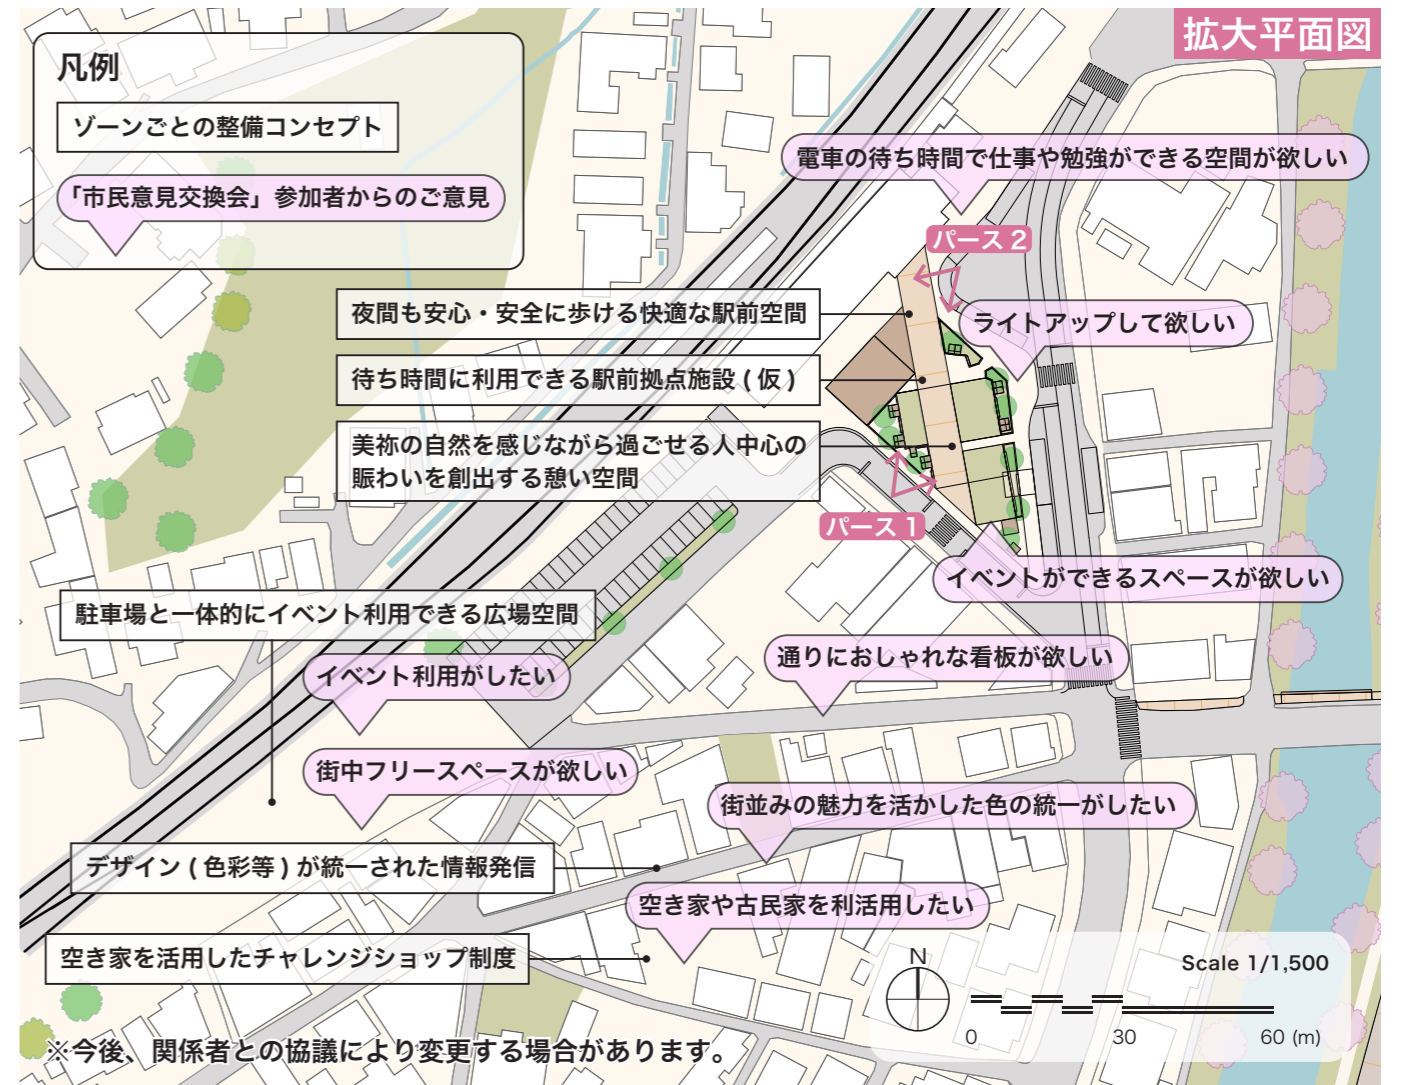 拡大平面図
凡例
ゾーンごとの整備コンセプト
「市民意見交換会」参加者からのご意見
電車の待ち時間で仕事や勉強ができる空間が欲しい
パース 2
夜間も安心・安全に歩ける快適な駅前空間
ライトアップして欲しい
待ち時間に利用できる駅前拠点施設 ( 仮 )
美祢の自然を感じながら過ごせる人中心の
賑わいを創出する憩い空間
パース 1
イベントができるスペースが欲しい
駐車場と一体的にイベント利用できる広場空間
通りにおしゃれな看板が欲しい
イベント利用がしたい
街中フリースペースが欲しい
街並みの魅力を活かした色の統一がしたい
デザイン ( 色彩等 ) が統一された情報発信
空き家や古民家を利活用したい
空き家を活用したチャレンジショップ制度
N
Scale 1/1,500
0 30 60 (m)
※今後、関係者との協議により変更する場合があります。